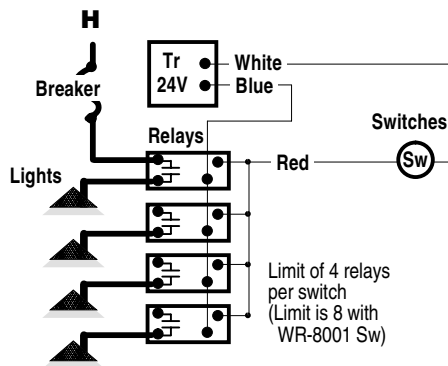 H
Tr
24V
White
Blue
Breaker
Relays
Switches
Lights
Red
Sw
Limit of 4 relays
per switch
(Limit is 8 with
WR-8001 Sw)